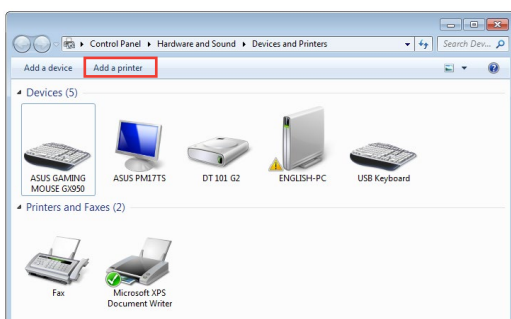 Control Panel Hardware and Sound Devices and Printers Search Dev...
Add a device Add a printer
Devices (5)
ASUS GAMING MOUSE GX950
ASUS PM17TS
DT 101 G2
ENGLISH-PC
USB Keyboard
Printers and Faxes (2)
Fax
Microsoft XPS
Document Writer